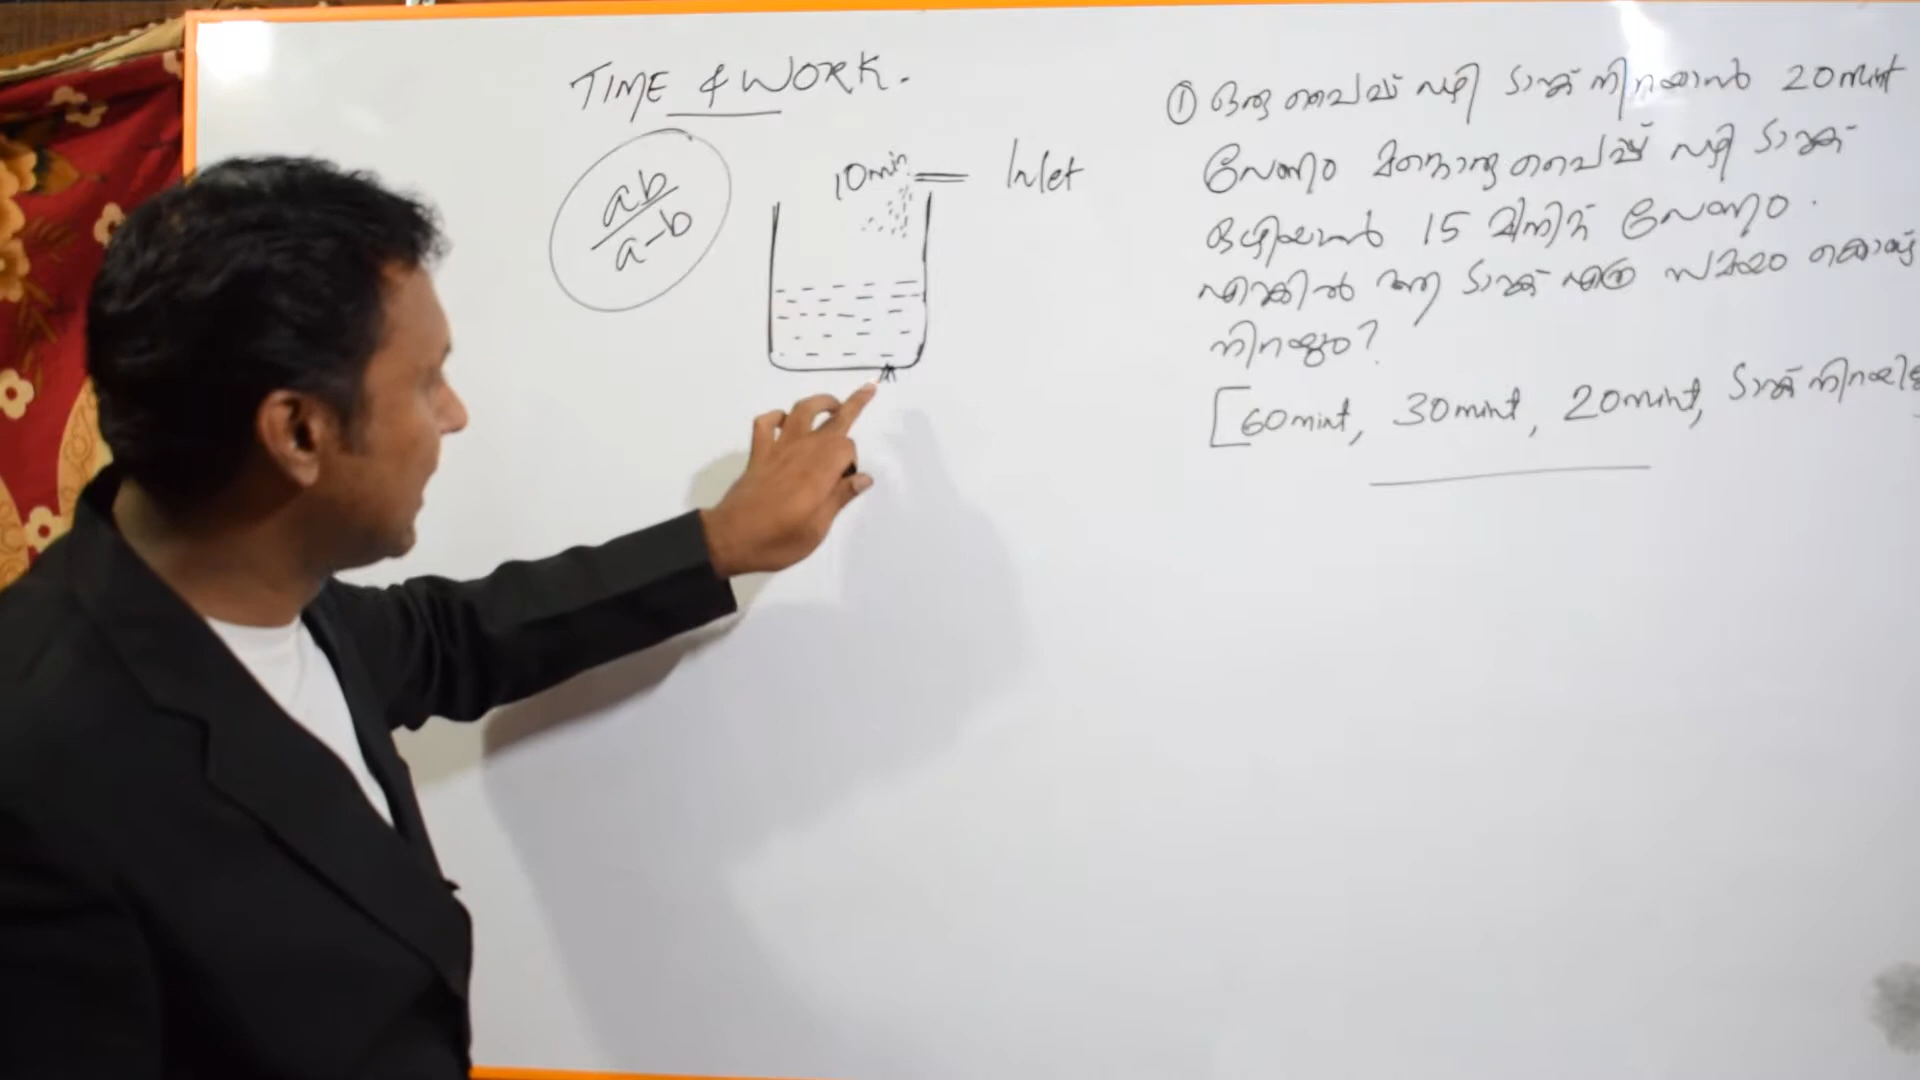 TIME & WORK.
ab
a-b
10min
Inlet
① ഒരു പൈപ്പ് വഴി ടാങ്ക് നിറയാൻ 20mint
വേണം മറ്റൊരു പൈപ്പ് വഴി ടാങ്ക്
ഒഴിയാൻ 15 മിനിറ്റ് വേണം.
എങ്കിൽ ആ ടാങ്ക് എത്ര സമയം കൊണ്ട്
നിറയും?
[60mint, 30mint, 20mint, ടാങ്ക്